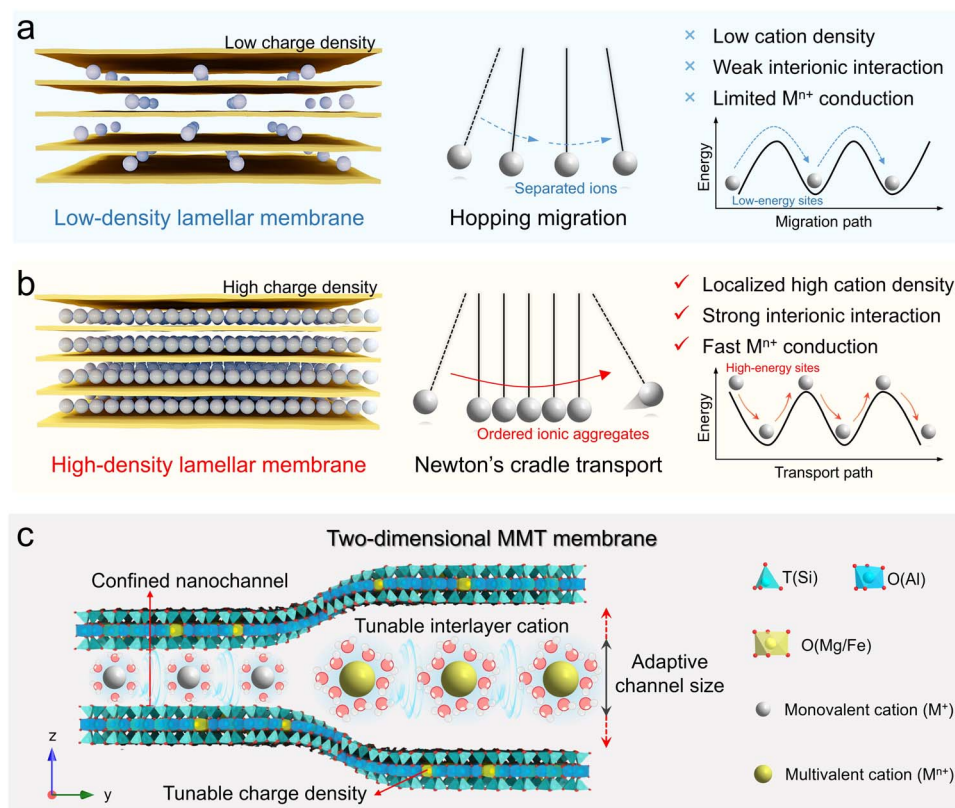 a
Low charge density
Low-density lamellar membrane
Separated ions
Hopping migration
× Low cation density
× Weak interionic interaction
× Limited Mⁿ⁺ conduction
Energy
Low-energy sites
Migration path
b
High charge density
High-density lamellar membrane
Ordered ionic aggregates
Newton's cradle transport
✓ Localized high cation density
✓ Strong interionic interaction
✓ Fast Mⁿ⁺ conduction
High-energy sites
Energy
Transport path
c
Two-dimensional MMT membrane
Confined nanochannel
Tunable interlayer cation
Adaptive
channel size
Tunable charge density
z
y
T(Si)
O(Al)
O(Mg/Fe)
Monovalent cation (M⁺)
Multivalent cation (Mⁿ⁺)